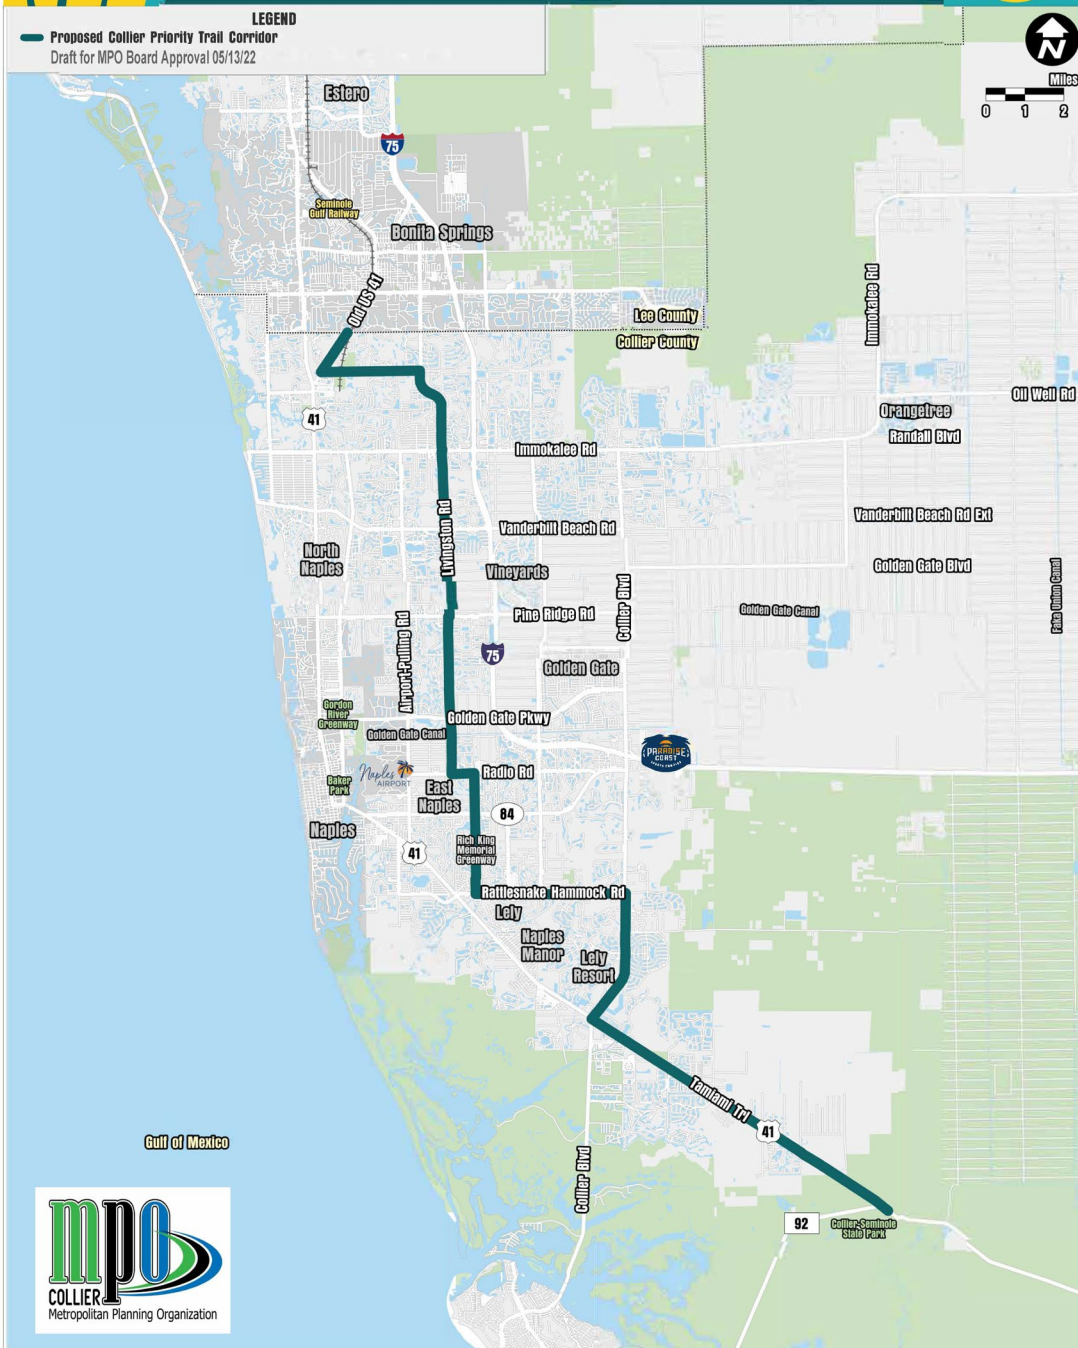 LEGEND
Proposed Collier Priority Trail Corridor
Draft for MPO Board Approval 05/13/22
N
Miles
0 1 2
Estero
75
Seminole
Gulf Railway
Bonita Springs
Old US 41
Lee County
Collier County
Immokalee Rd
Oil Well Rd
Orangetree
Randall Blvd
41
Immokalee Rd
Livingston Rd
Vanderbilt Beach Rd
Vanderbilt Beach Rd Ext
North
Naples
Vineyards
Golden Gate Blvd
Collier Blvd
Faka Union Canal
Pine Ridge Rd
Golden Gate Canal
Airport-Pulling Rd
75
Golden Gate
Gordon
River
Greenway
Golden Gate Pkwy
Golden Gate Canal
PARADISE
COAST
SPORTS COMPLEX
Naples
AIRPORT
Radio Rd
Baker
Park
East
Naples
84
Naples
41
Rich King
Memorial
Greenway
Rattlesnake Hammock Rd
Lely
Naples
Manor
Lely
Resort
Tamiami Trl
41
Gulf of Mexico
Collier Blvd
92
Collier-Seminole
State Park
mpo
COLLIER
Metropolitan Planning Organization